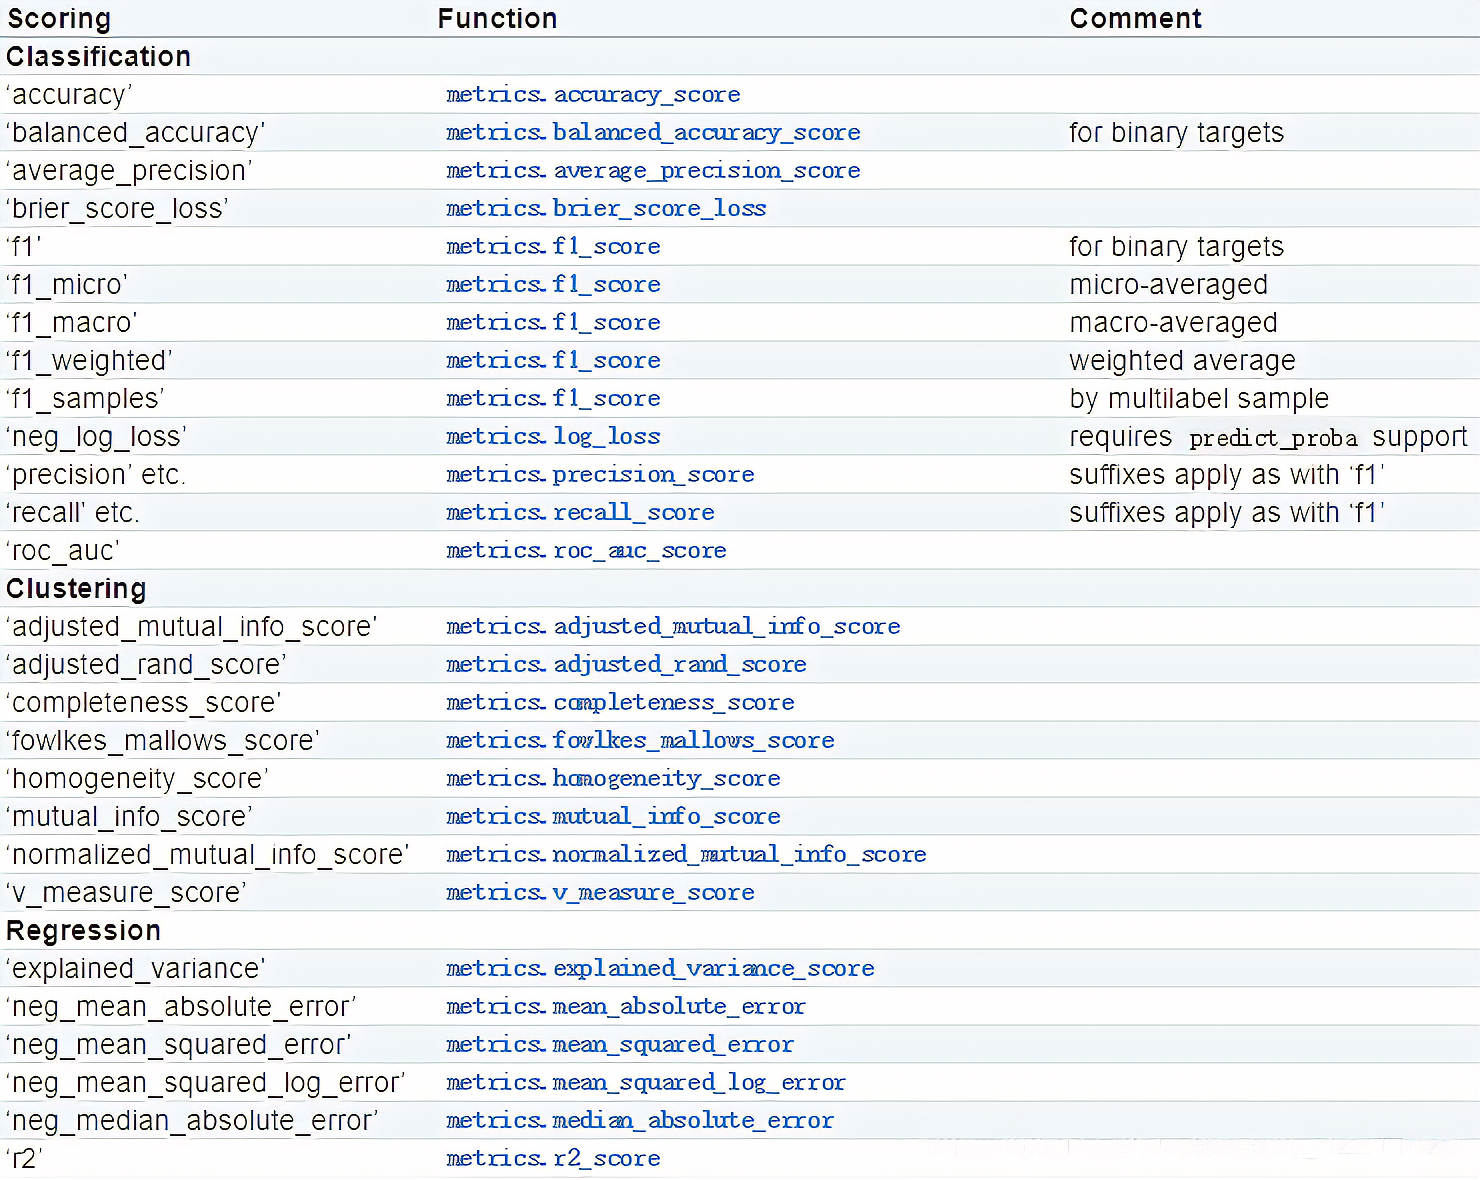 Scoring Function Comment
Classification
‘accuracy’ metrics.accuracy_score
‘balanced_accuracy’ metrics.balanced_accuracy_score for binary targets
‘average_precision’ metrics.average_precision_score
‘brier_score_loss’ metrics.brier_score_loss
‘f1’ metrics.f1_score for binary targets
‘f1_micro’ metrics.f1_score micro-averaged
‘f1_macro’ metrics.f1_score macro-averaged
‘f1_weighted’ metrics.f1_score weighted average
‘f1_samples’ metrics.f1_score by multilabel sample
‘neg_log_loss’ metrics.log_loss requires predict_proba support
‘precision’ etc. metrics.precision_score suffixes apply as with ‘f1’
‘recall’ etc. metrics.recall_score suffixes apply as with ‘f1’
‘roc_auc’ metrics.roc_auc_score
Clustering
‘adjusted_mutual_info_score’ metrics.adjusted_mutual_info_score
‘adjusted_rand_score’ metrics.adjusted_rand_score
‘completeness_score’ metrics.completeness_score
‘fowlkes_mallows_score’ metrics.fowlkes_mallows_score
‘homogeneity_score’ metrics.homogeneity_score
‘mutual_info_score’ metrics.mutual_info_score
‘normalized_mutual_info_score’ metrics.normalized_mutual_info_score
‘v_measure_score’ metrics.v_measure_score
Regression
‘explained_variance’ metrics.explained_variance_score
‘neg_mean_absolute_error’ metrics.mean_absolute_error
‘neg_mean_squared_error’ metrics.mean_squared_error
‘neg_mean_squared_log_error’ metrics.mean_squared_log_error
‘neg_median_absolute_error’ metrics.median_absolute_error
‘r2’ metrics.r2_score